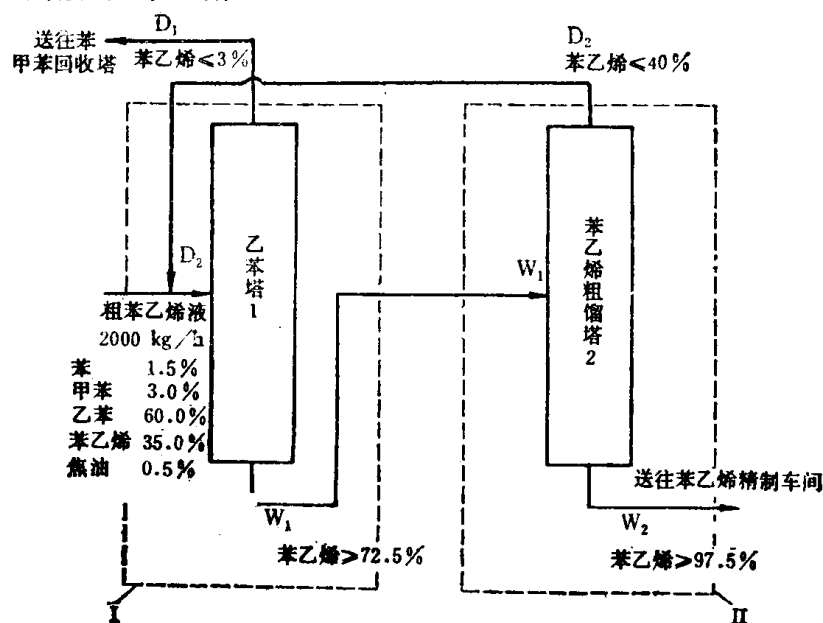 D₁
送往苯
甲苯回收塔
苯乙烯≤3%
D₂
苯乙烯≤40%
乙苯塔1
苯乙烯粗馏塔2
D₂
W₁
粗苯乙烯液
2000 kg/h
苯 1.5%
甲苯 3.0%
乙苯 60.0%
苯乙烯 35.0%
焦油 0.5%
W₁
苯乙烯≥72.5%
送往苯乙烯精制车间
W₂
苯乙烯≥97.5%
I
II